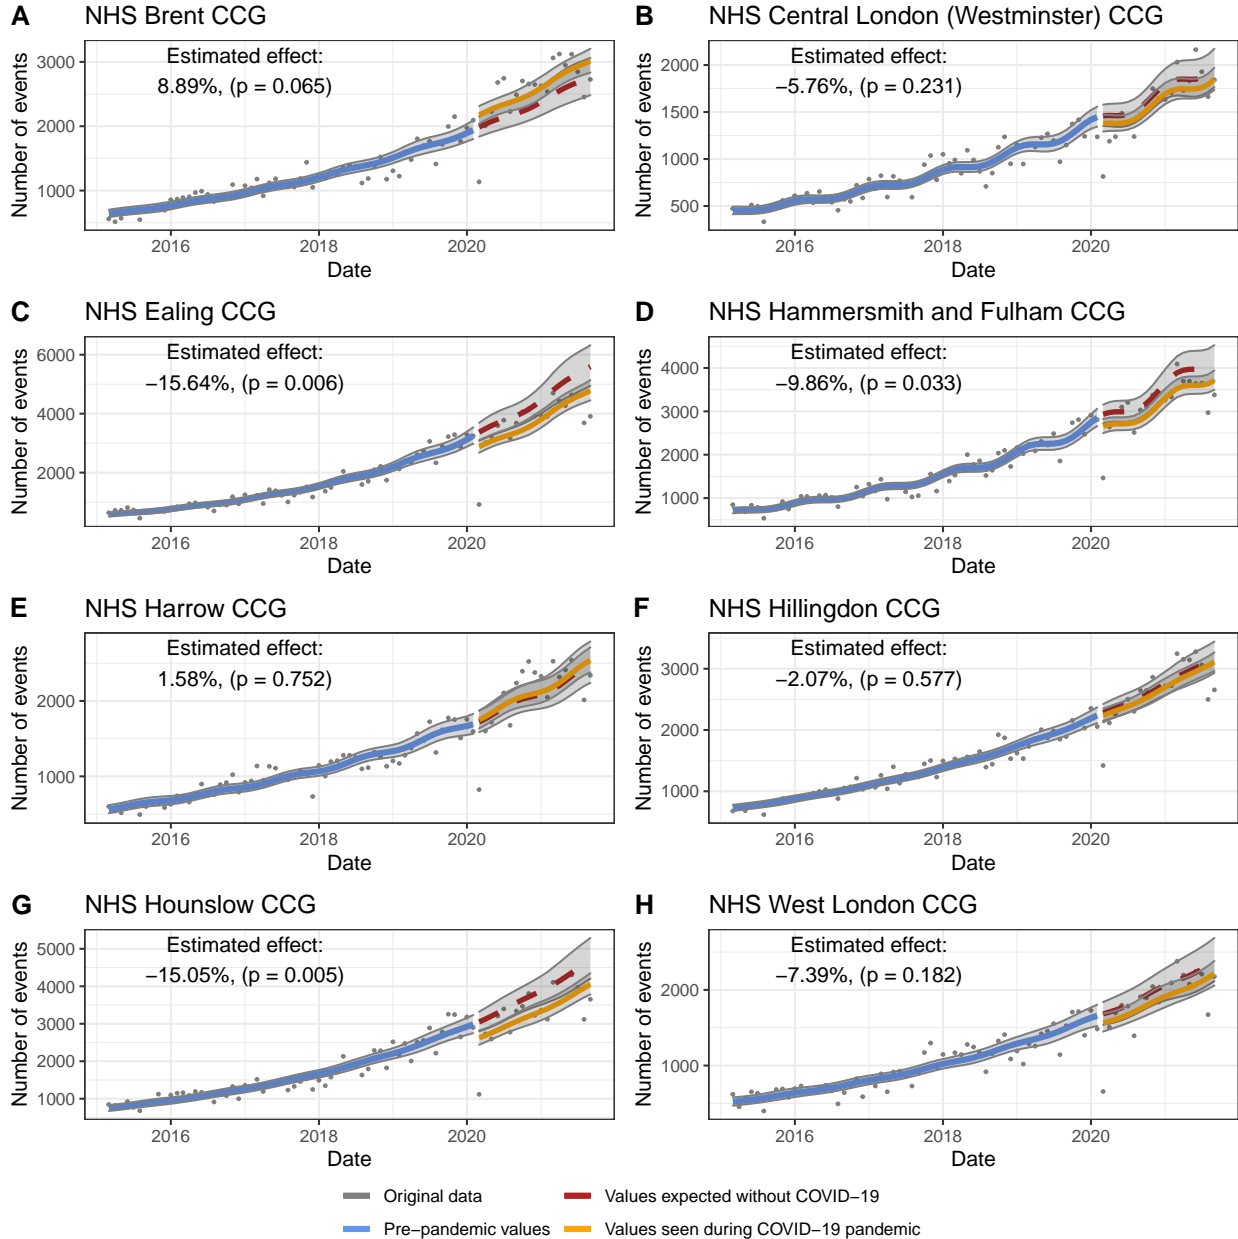 A NHS Brent CCG
Estimated effect:
8.89%, (p = 0.065)
Number of events
3000
2000
1000
2016 2018 2020
Date
B NHS Central London (Westminster) CCG
Estimated effect:
−5.76%, (p = 0.231)
Number of events
2000
1500
1000
500
2016 2018 2020
Date
C NHS Ealing CCG
Estimated effect:
−15.64%, (p = 0.006)
Number of events
6000
4000
2000
2016 2018 2020
Date
D NHS Hammersmith and Fulham CCG
Estimated effect:
−9.86%, (p = 0.033)
Number of events
4000
3000
2000
1000
2016 2018 2020
Date
E NHS Harrow CCG
Estimated effect:
1.58%, (p = 0.752)
Number of events
2000
1000
2016 2018 2020
Date
F NHS Hillingdon CCG
Estimated effect:
−2.07%, (p = 0.577)
Number of events
3000
2000
1000
2016 2018 2020
Date
G NHS Hounslow CCG
Estimated effect:
−15.05%, (p = 0.005)
Number of events
5000
4000
3000
2000
1000
2016 2018 2020
Date
H NHS West London CCG
Estimated effect:
−7.39%, (p = 0.182)
Number of events
2000
1000
2016 2018 2020
Date
Original data
Values expected without COVID−19
Pre−pandemic values
Values seen during COVID−19 pandemic